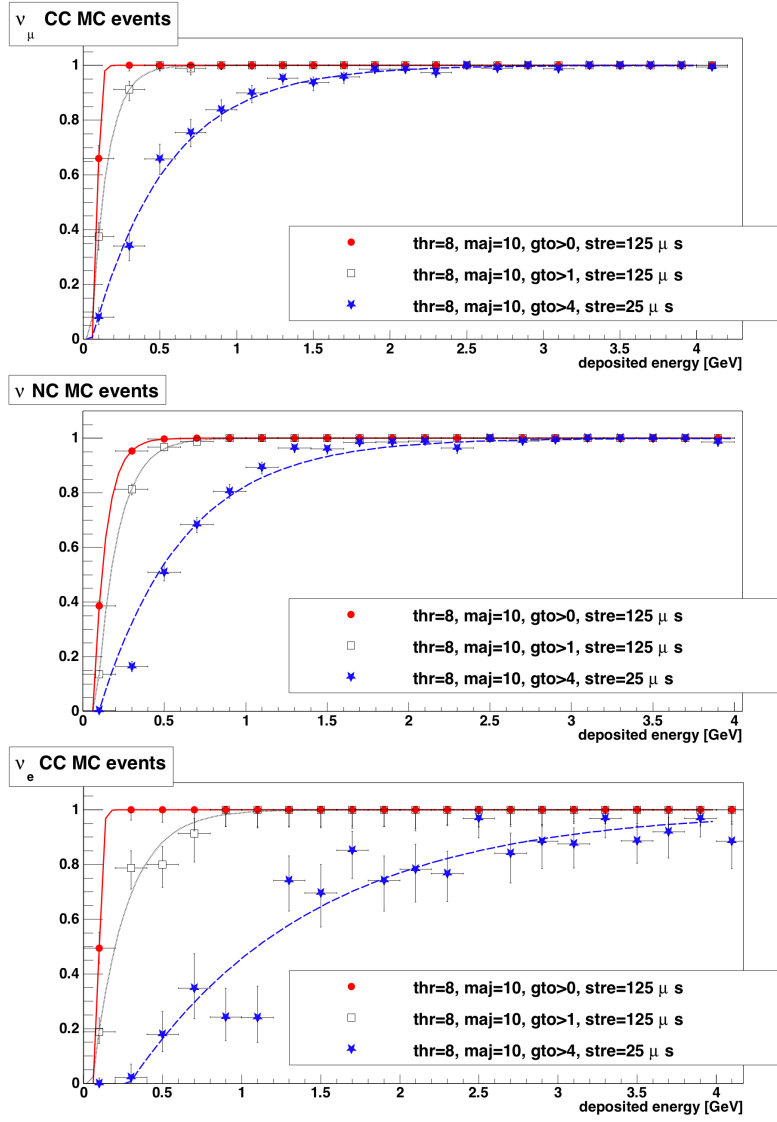 ν_μ CC MC events
1
0.8
0.6
0.4
0.2
0
thr=8, maj=10, gto>0, stre=125 μ s
thr=8, maj=10, gto>1, stre=125 μ s
thr=8, maj=10, gto>4, stre=25 μ s
0 0.5 1 1.5 2 2.5 3 3.5 4
deposited energy [GeV]
ν NC MC events
1
0.8
0.6
0.4
0.2
0
thr=8, maj=10, gto>0, stre=125 μ s
thr=8, maj=10, gto>1, stre=125 μ s
thr=8, maj=10, gto>4, stre=25 μ s
0 0.5 1 1.5 2 2.5 3 3.5 4
deposited energy [GeV]
ν_e CC MC events
1
0.8
0.6
0.4
0.2
0
thr=8, maj=10, gto>0, stre=125 μ s
thr=8, maj=10, gto>1, stre=125 μ s
thr=8, maj=10, gto>4, stre=25 μ s
0 0.5 1 1.5 2 2.5 3 3.5 4
deposited energy [GeV]